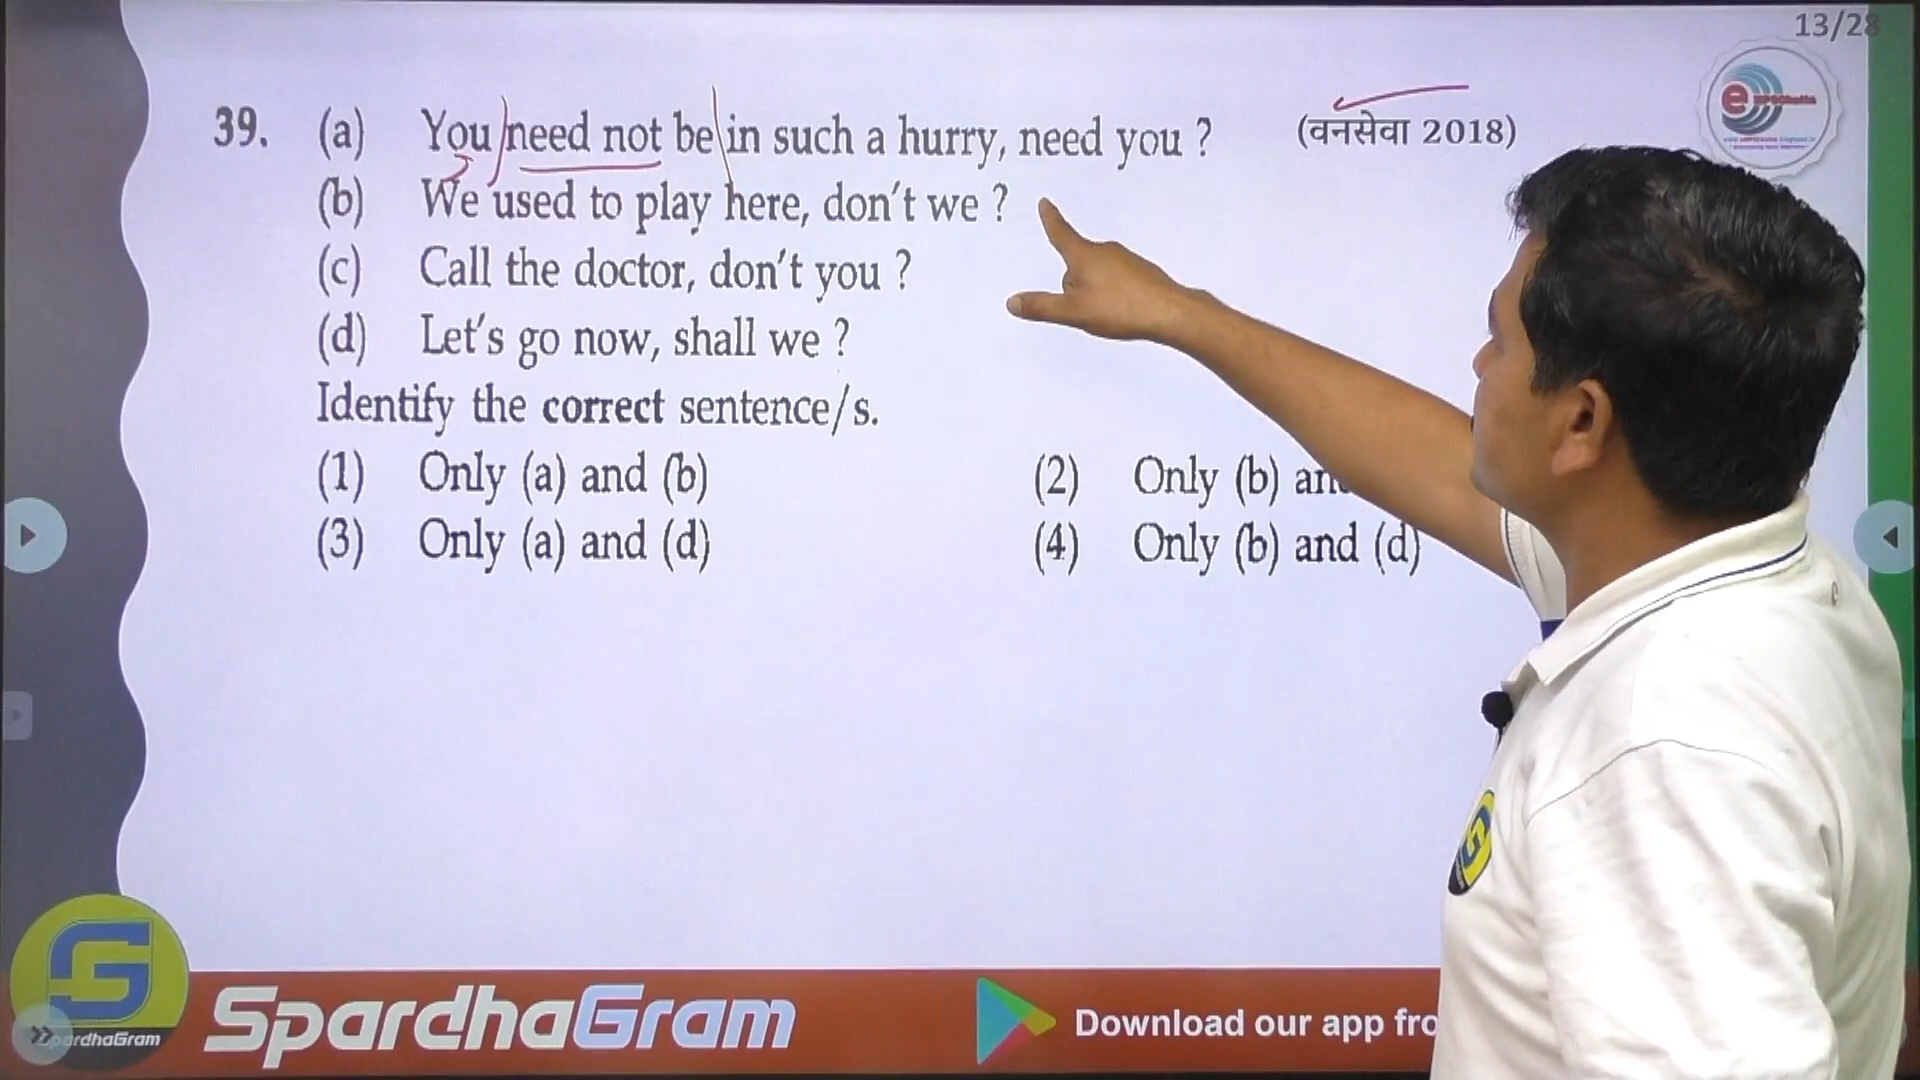 13/28
39. (a) You need not be in such a hurry, need you ? (वनसेवा 2018)
(b) We used to play here, don't we ?
(c) Call the doctor, don't you ?
(d) Let's go now, shall we ?
Identify the correct sentence/s.
(1) Only (a) and (b) (2) Only (b) an
(3) Only (a) and (d) (4) Only (b) and (d)
SpardhaGram
SpardhaGram Download our app fro